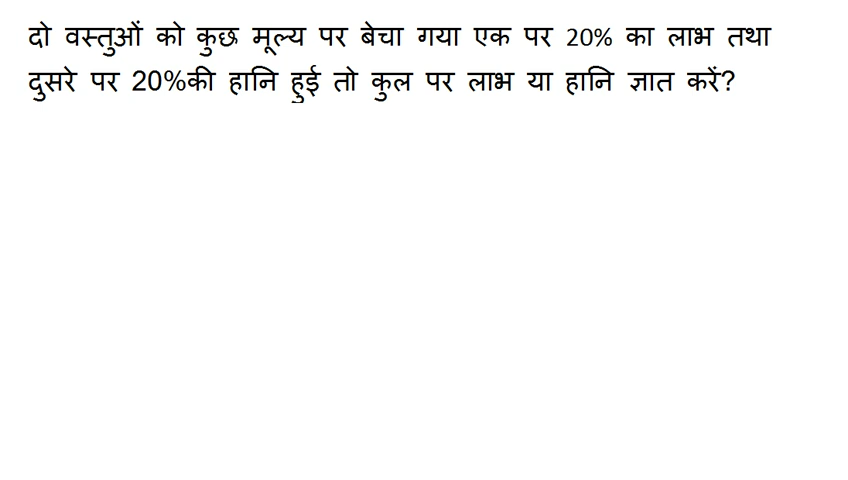 दो वस्तुओं को कुछ मूल्य पर बेचा गया एक पर 20% का लाभ तथा
दुसरे पर 20%की हानि हुई तो कुल पर लाभ या हानि ज्ञात करें?